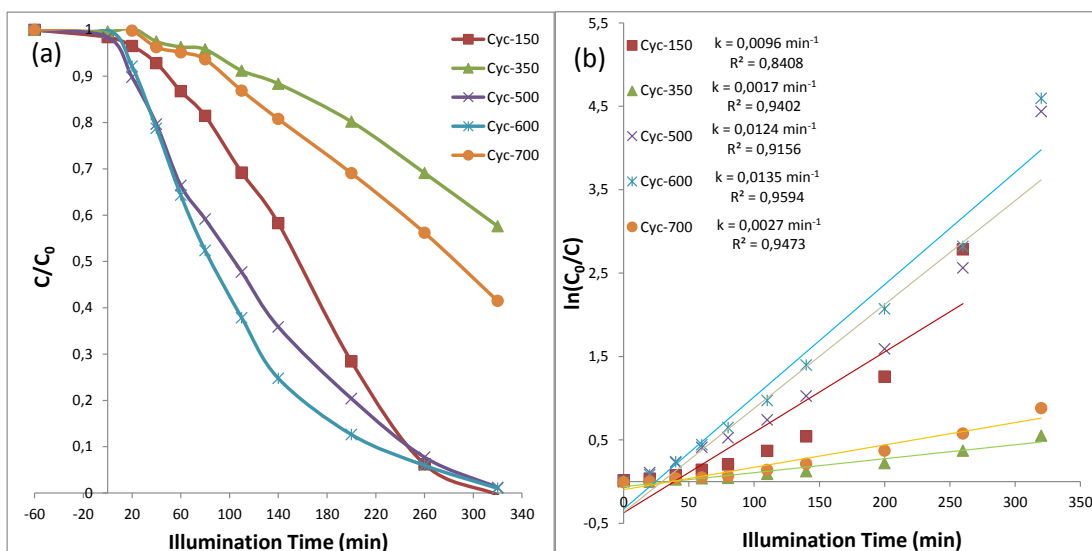 (a)
1
0,9
0,8
0,7
0,6
0,5
0,4
0,3
0,2
0,1
0
-60
-20
20
60
100
140
180
220
260
300
340
C/C0
Illumination Time (min)
Cyc-150
Cyc-350
Cyc-500
Cyc-600
Cyc-700
(b)
5,5
4,5
3,5
2,5
1,5
0,5
-0,5
0
50
100
150
200
250
300
350
ln(C0/C)
Illumination Time (min)
Cyc-150 k = 0,0096 min-1
R² = 0,8408
Cyc-350 k = 0,0017 min-1
R² = 0,9402
Cyc-500 k = 0,0124 min-1
R² = 0,9156
Cyc-600 k = 0,0135 min-1
R² = 0,9594
Cyc-700 k = 0,0027 min-1
R² = 0,9473